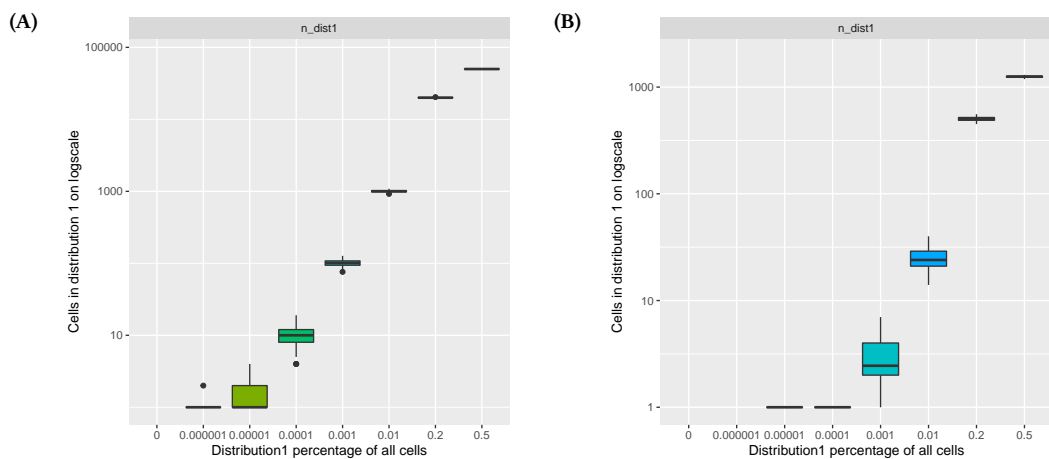 (A)
n_dist1
Cells in distribution 1 on logscale
100000
1000
10
0 0.000001 0.00001 0.0001 0.001 0.01 0.2 0.5
Distribution1 percentage of all cells
(B)
n_dist1
Cells in distribution 1 on logscale
1000
100
10
1
0 0.000001 0.00001 0.0001 0.001 0.01 0.2 0.5
Distribution1 percentage of all cells